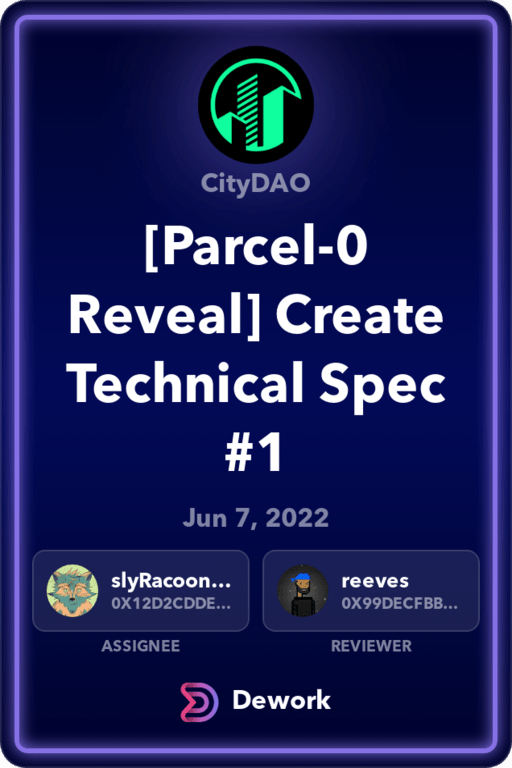 CityDAO
[Parcel-0
Reveal] Create
Technical Spec
#1
Jun 7, 2022
slyRacoon...
0X12D2CDDE...
reeves
0X99DECFBB...
ASSIGNEE
REVIEWER
Dework